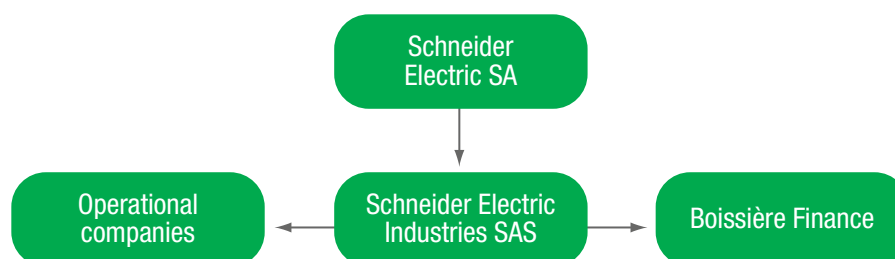 Schneider
Electric SA
Operational
companies
Schneider Electric
Industries SAS
Boissière Finance